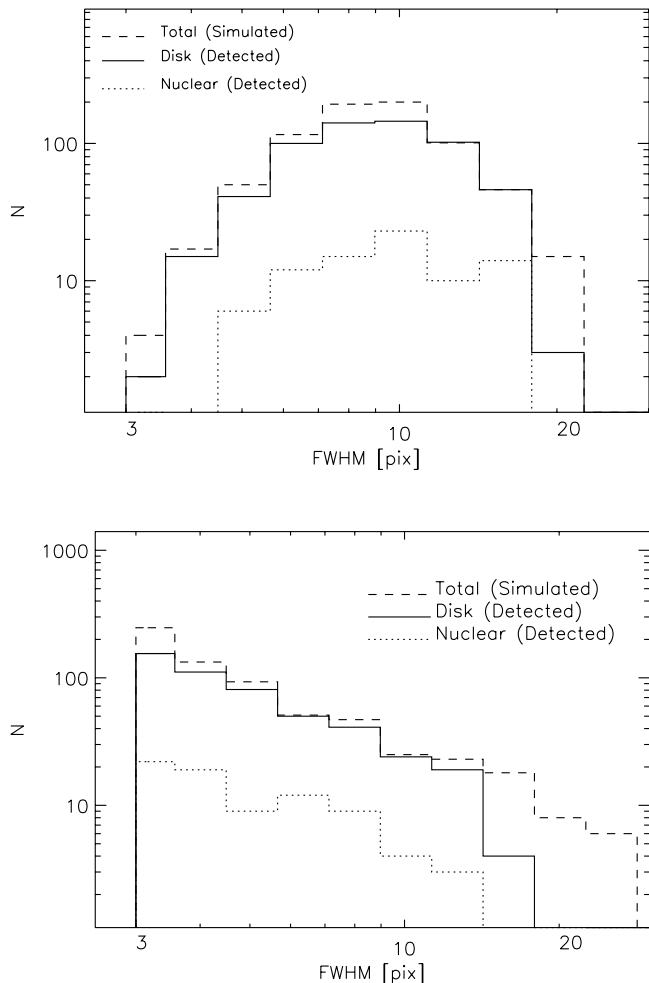 Total (Simulated)
Disk (Detected)
Nuclear (Detected)
100
10
N
3
10
20
FWHM [pix]
1000
100
10
N
Total (Simulated)
Disk (Detected)
Nuclear (Detected)
3
10
20
FWHM [pix]